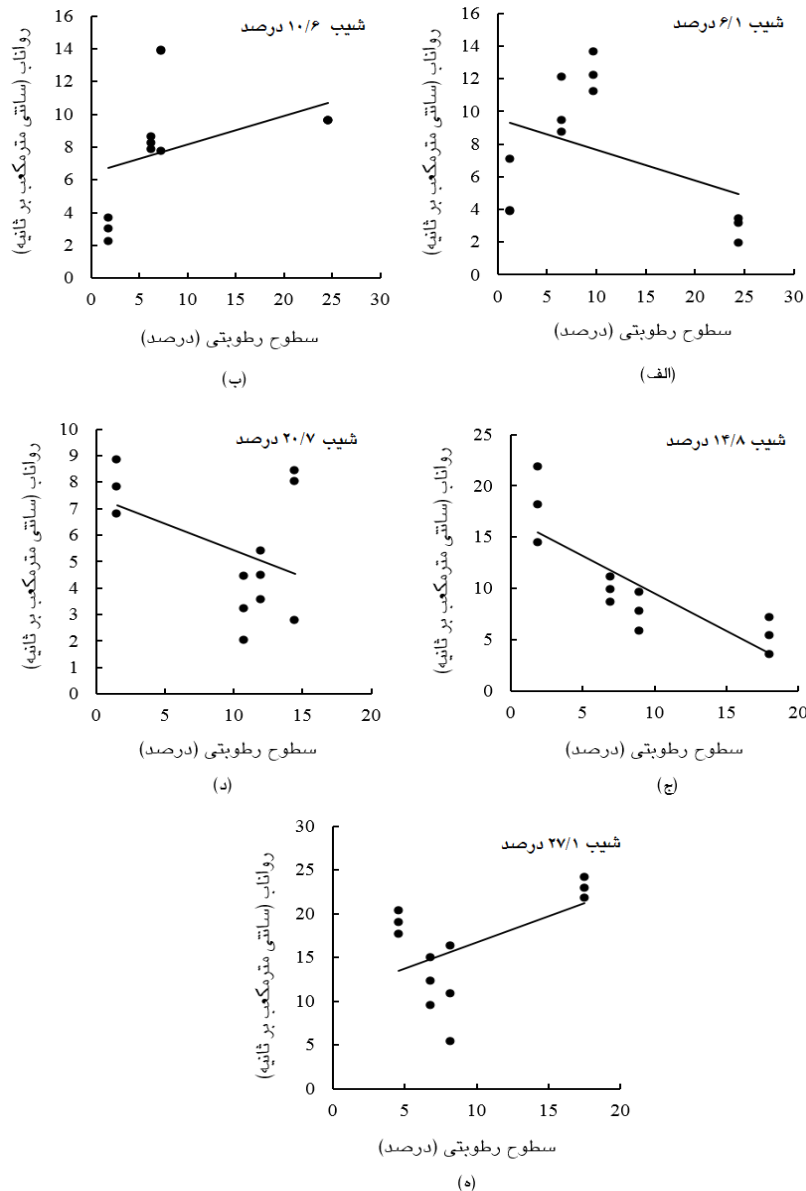 شیب ۶/۱ درصد
رواناب (سانتی مترمکعب بر ثانیه)
16
14
12
10
8
6
4
2
0
0 5 10 15 20 25 30
سطوح رطوبتی (درصد)
(الف)
شیب ۱۰/۶ درصد
رواناب (سانتی مترمکعب بر ثانیه)
16
14
12
10
8
6
4
2
0
0 5 10 15 20 25 30
سطوح رطوبتی (درصد)
(ب)
شیب ۱۴/۸ درصد
رواناب (سانتی مترمکعب بر ثانیه)
25
20
15
10
5
0
0 5 10 15 20
سطوح رطوبتی (درصد)
(ج)
شیب ۲۰/۷ درصد
رواناب (سانتی مترمکعب بر ثانیه)
10
9
8
7
6
5
4
3
2
1
0
0 5 10 15 20
سطوح رطوبتی (درصد)
(د)
شیب ۲۷/۱ درصد
رواناب (سانتی مترمکعب بر ثانیه)
30
25
20
15
10
5
0
0 5 10 15 20
سطوح رطوبتی (درصد)
(ه)